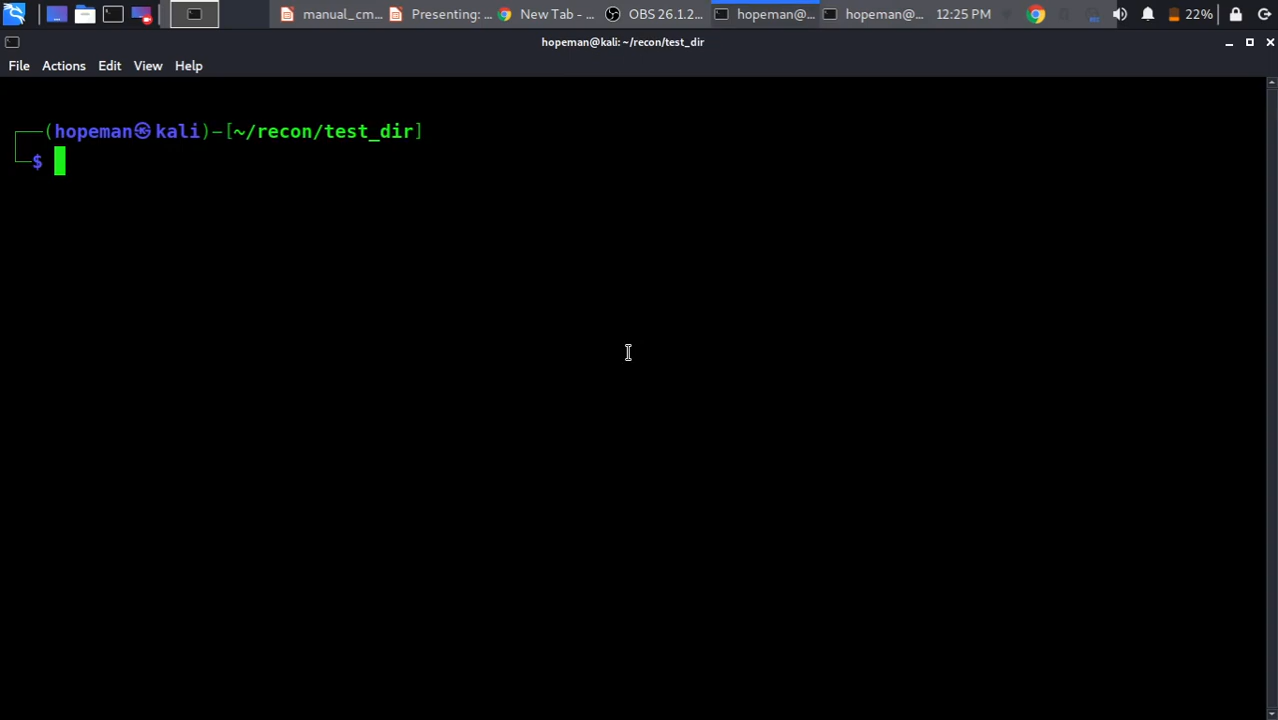 manual_cm... Presenting: ... New Tab - ... OBS 26.1.2... hopeman@... hopeman@... 12:25 PM 22%
hopeman@kali: ~/recon/test_dir
File Actions Edit View Help
┌──(hopeman㉿kali)-[~/recon/test_dir]
└─$